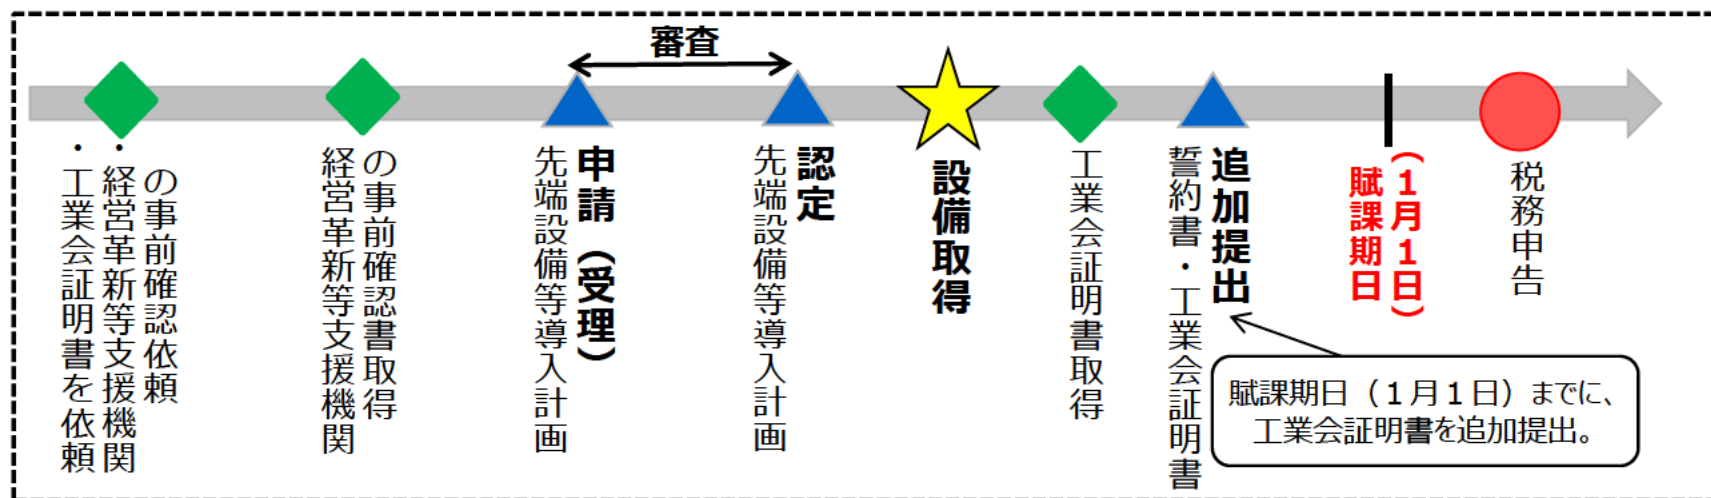 審査
・経営革新等支援機関
の事前確認依頼
・工業会証明書を依頼
経営革新等支援機関
の事前確認書取得
先端設備等導入計画
申請（受理）
先端設備等導入計画
認定
設備取得
工業会証明書取得
誓約書・工業会証明書
追加提出
賦課期日
（１月１日）
税務申告
賦課期日（１月１日）までに、
工業会証明書を追加提出。